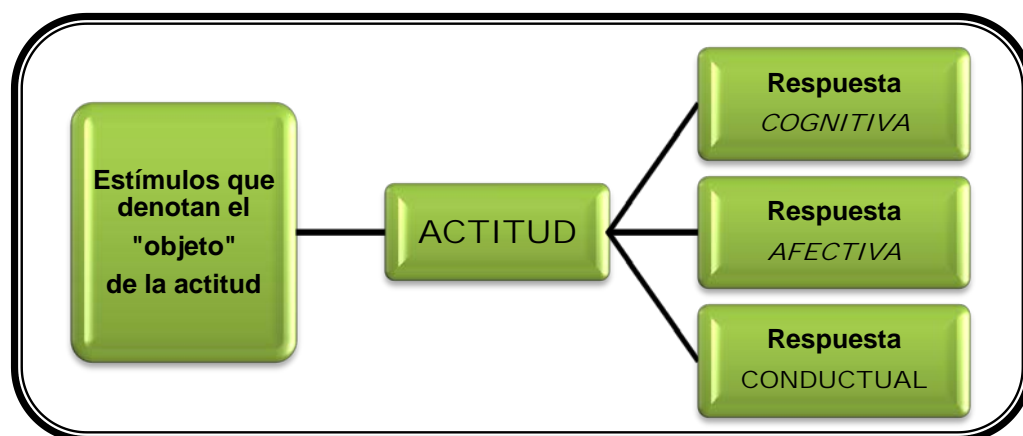 Estímulos que
denotan el
"objeto"
de la actitud
ACTITUD
Respuesta
COGNITIVA
Respuesta
AFECTIVA
Respuesta
CONDUCTUAL